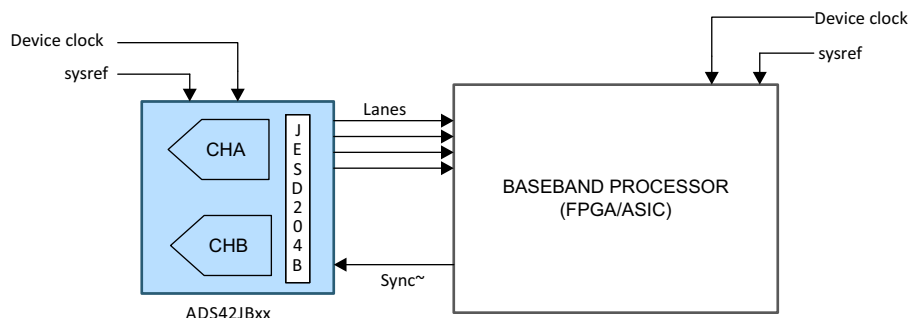 Device clock
Device clock
sysref
sysref
Lanes
CHA
J
E
S
D
2
0
4
B
BASEBAND PROCESSOR
(FPGA/ASIC)
CHB
Sync~
ADS42JBxx